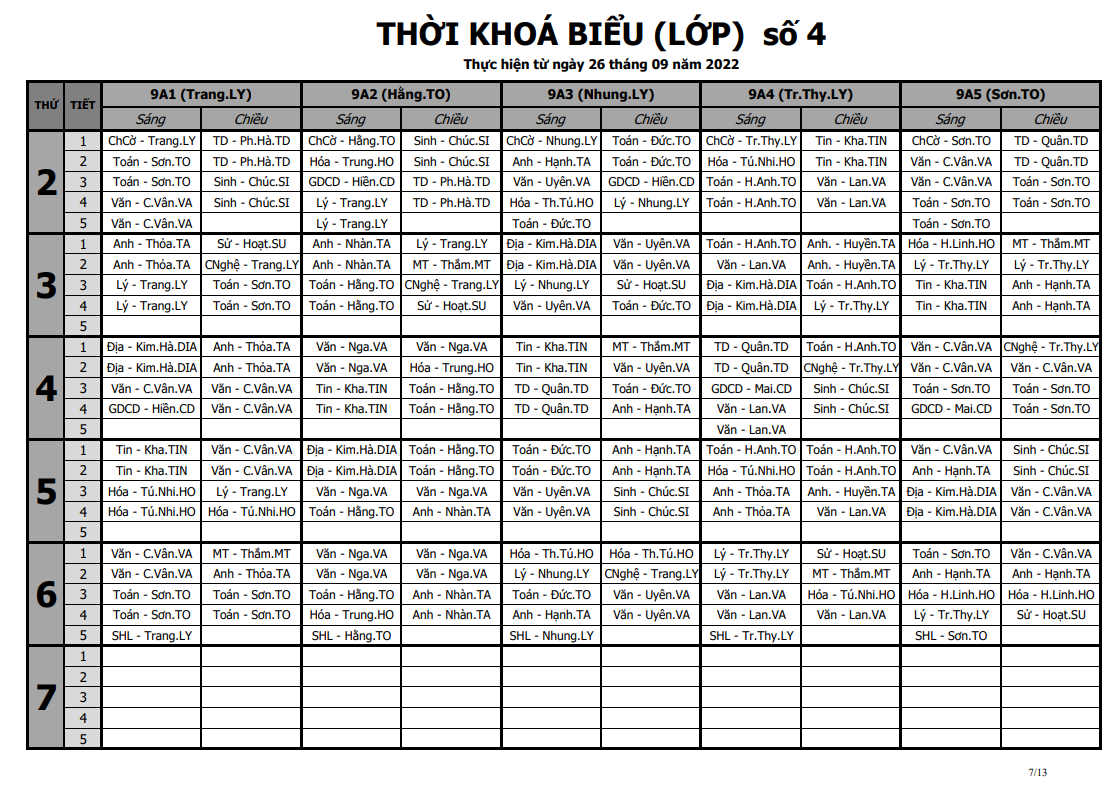 THỜI KHOÁ BIỂU (LỚP) số 4
Thực hiện từ ngày 26 tháng 09 năm 2022
THỨ TIẾT 9A1 (Trang.LY) 9A2 (Hằng.TO) 9A3 (Nhung.LY) 9A4 (Tr.Thy.LY) 9A5 (Sơn.TO)
Sáng Chiều Sáng Chiều Sáng Chiều Sáng Chiều Sáng Chiều
2
1 ChCờ - Trang.LY TD - Ph.Hà.TD ChCờ - Hằng.TO Sinh - Chúc.SI ChCờ - Nhung.LY Toán - Đức.TO ChCờ - Tr.Thy.LY Tin - Kha.TIN ChCờ - Sơn.TO TD - Quân.TD
2 Toán - Sơn.TO TD - Ph.Hà.TD Hóa - Trung.HO Sinh - Chúc.SI Anh - Hạnh.TA Toán - Đức.TO Hóa - Tú.Nhi.HO Tin - Kha.TIN Văn - C.Vân.VA TD - Quân.TD
3 Toán - Sơn.TO Sinh - Chúc.SI GDCD - Hiền.CD TD - Ph.Hà.TD Văn - Uyên.VA GDCD - Hiền.CD Toán - H.Anh.TO Văn - Lan.VA Văn - C.Vân.VA Toán - Sơn.TO
4 Văn - C.Vân.VA Sinh - Chúc.SI Lý - Trang.LY TD - Ph.Hà.TD Hóa - Th.Tú.HO Lý - Nhung.LY Toán - H.Anh.TO Văn - Lan.VA Toán - Sơn.TO Toán - Sơn.TO
5 Văn - C.Vân.VA Lý - Trang.LY Toán - Đức.TO Toán - Sơn.TO
3
1 Anh - Thỏa.TA Sử - Hoạt.SU Anh - Nhàn.TA Lý - Trang.LY Địa - Kim.Hà.DIA Văn - Uyên.VA Toán - H.Anh.TO Anh. - Huyền.TA Hóa - H.Linh.HO MT - Thắm.MT
2 Anh - Thỏa.TA CNghệ - Trang.LY Anh - Nhàn.TA MT - Thắm.MT Địa - Kim.Hà.DIA Văn - Uyên.VA Văn - Lan.VA Anh. - Huyền.TA Lý - Tr.Thy.LY Lý - Tr.Thy.LY
3 Lý - Trang.LY Toán - Sơn.TO Toán - Hằng.TO CNghệ - Trang.LY Lý - Nhung.LY Sử - Hoạt.SU Địa - Kim.Hà.DIA Toán - H.Anh.TO Tin - Kha.TIN Anh - Hạnh.TA
4 Lý - Trang.LY Toán - Sơn.TO Toán - Hằng.TO Sử - Hoạt.SU Văn - Uyên.VA Toán - Đức.TO Địa - Kim.Hà.DIA Lý - Tr.Thy.LY Tin - Kha.TIN Anh - Hạnh.TA
5
4
1 Địa - Kim.Hà.DIA Anh - Thỏa.TA Văn - Nga.VA Văn - Nga.VA Tin - Kha.TIN MT - Thắm.MT TD - Quân.TD Toán - H.Anh.TO Văn - C.Vân.VA CNghệ - Tr.Thy.LY
2 Địa - Kim.Hà.DIA Anh - Thỏa.TA Văn - Nga.VA Hóa - Trung.HO Tin - Kha.TIN Văn - Uyên.VA TD - Quân.TD CNghệ - Tr.Thy.LY Văn - C.Vân.VA Văn - C.Vân.VA
3 Văn - C.Vân.VA Văn - C.Vân.VA Tin - Kha.TIN Toán - Hằng.TO TD - Quân.TD Toán - Đức.TO GDCD - Mai.CD Sinh - Chúc.SI Toán - Sơn.TO Toán - Sơn.TO
4 GDCD - Hiền.CD Văn - C.Vân.VA Tin - Kha.TIN Toán - Hằng.TO TD - Quân.TD Anh - Hạnh.TA Văn - Lan.VA Sinh - Chúc.SI GDCD - Mai.CD Toán - Sơn.TO
5 Văn - Lan.VA
5
1 Tin - Kha.TIN Văn - C.Vân.VA Địa - Kim.Hà.DIA Toán - Hằng.TO Toán - Đức.TO Anh - Hạnh.TA Toán - H.Anh.TO Toán - H.Anh.TO Văn - C.Vân.VA Sinh - Chúc.SI
2 Tin - Kha.TIN Văn - C.Vân.VA Địa - Kim.Hà.DIA Toán - Hằng.TO Toán - Đức.TO Anh - Hạnh.TA Hóa - Tú.Nhi.HO Toán - H.Anh.TO Anh - Hạnh.TA Sinh - Chúc.SI
3 Hóa - Tú.Nhi.HO Lý - Trang.LY Văn - Nga.VA Văn - Nga.VA Văn - Uyên.VA Sinh - Chúc.SI Anh - Thỏa.TA Anh. - Huyền.TA Địa - Kim.Hà.DIA Văn - C.Vân.VA
4 Hóa - Tú.Nhi.HO Hóa - Tú.Nhi.HO Toán - Hằng.TO Anh - Nhàn.TA Văn - Uyên.VA Sinh - Chúc.SI Anh - Thỏa.TA Văn - Lan.VA Địa - Kim.Hà.DIA Văn - C.Vân.VA
5
6
1 Văn - C.Vân.VA MT - Thắm.MT Văn - Nga.VA Văn - Nga.VA Hóa - Th.Tú.HO Hóa - Th.Tú.HO Lý - Tr.Thy.LY Sử - Hoạt.SU Toán - Sơn.TO Văn - C.Vân.VA
2 Văn - C.Vân.VA Anh - Thỏa.TA Văn - Nga.VA Văn - Nga.VA Lý - Nhung.LY CNghệ - Trang.LY Lý - Tr.Thy.LY MT - Thắm.MT Anh - Hạnh.TA Anh - Hạnh.TA
3 Toán - Sơn.TO Toán - Sơn.TO Toán - Hằng.TO Anh - Nhàn.TA Toán - Đức.TO Văn - Uyên.VA Văn - Lan.VA Hóa - Tú.Nhi.HO Hóa - H.Linh.HO Hóa - H.Linh.HO
4 Toán - Sơn.TO Toán - Sơn.TO Hóa - Trung.HO Anh - Nhàn.TA Anh - Hạnh.TA Văn - Uyên.VA Văn - Lan.VA Văn - Lan.VA Lý - Tr.Thy.LY Sử - Hoạt.SU
5 SHL - Trang.LY SHL - Hằng.TO SHL - Nhung.LY SHL - Tr.Thy.LY SHL - Sơn.TO
7
1
2
3
4
5
7/13